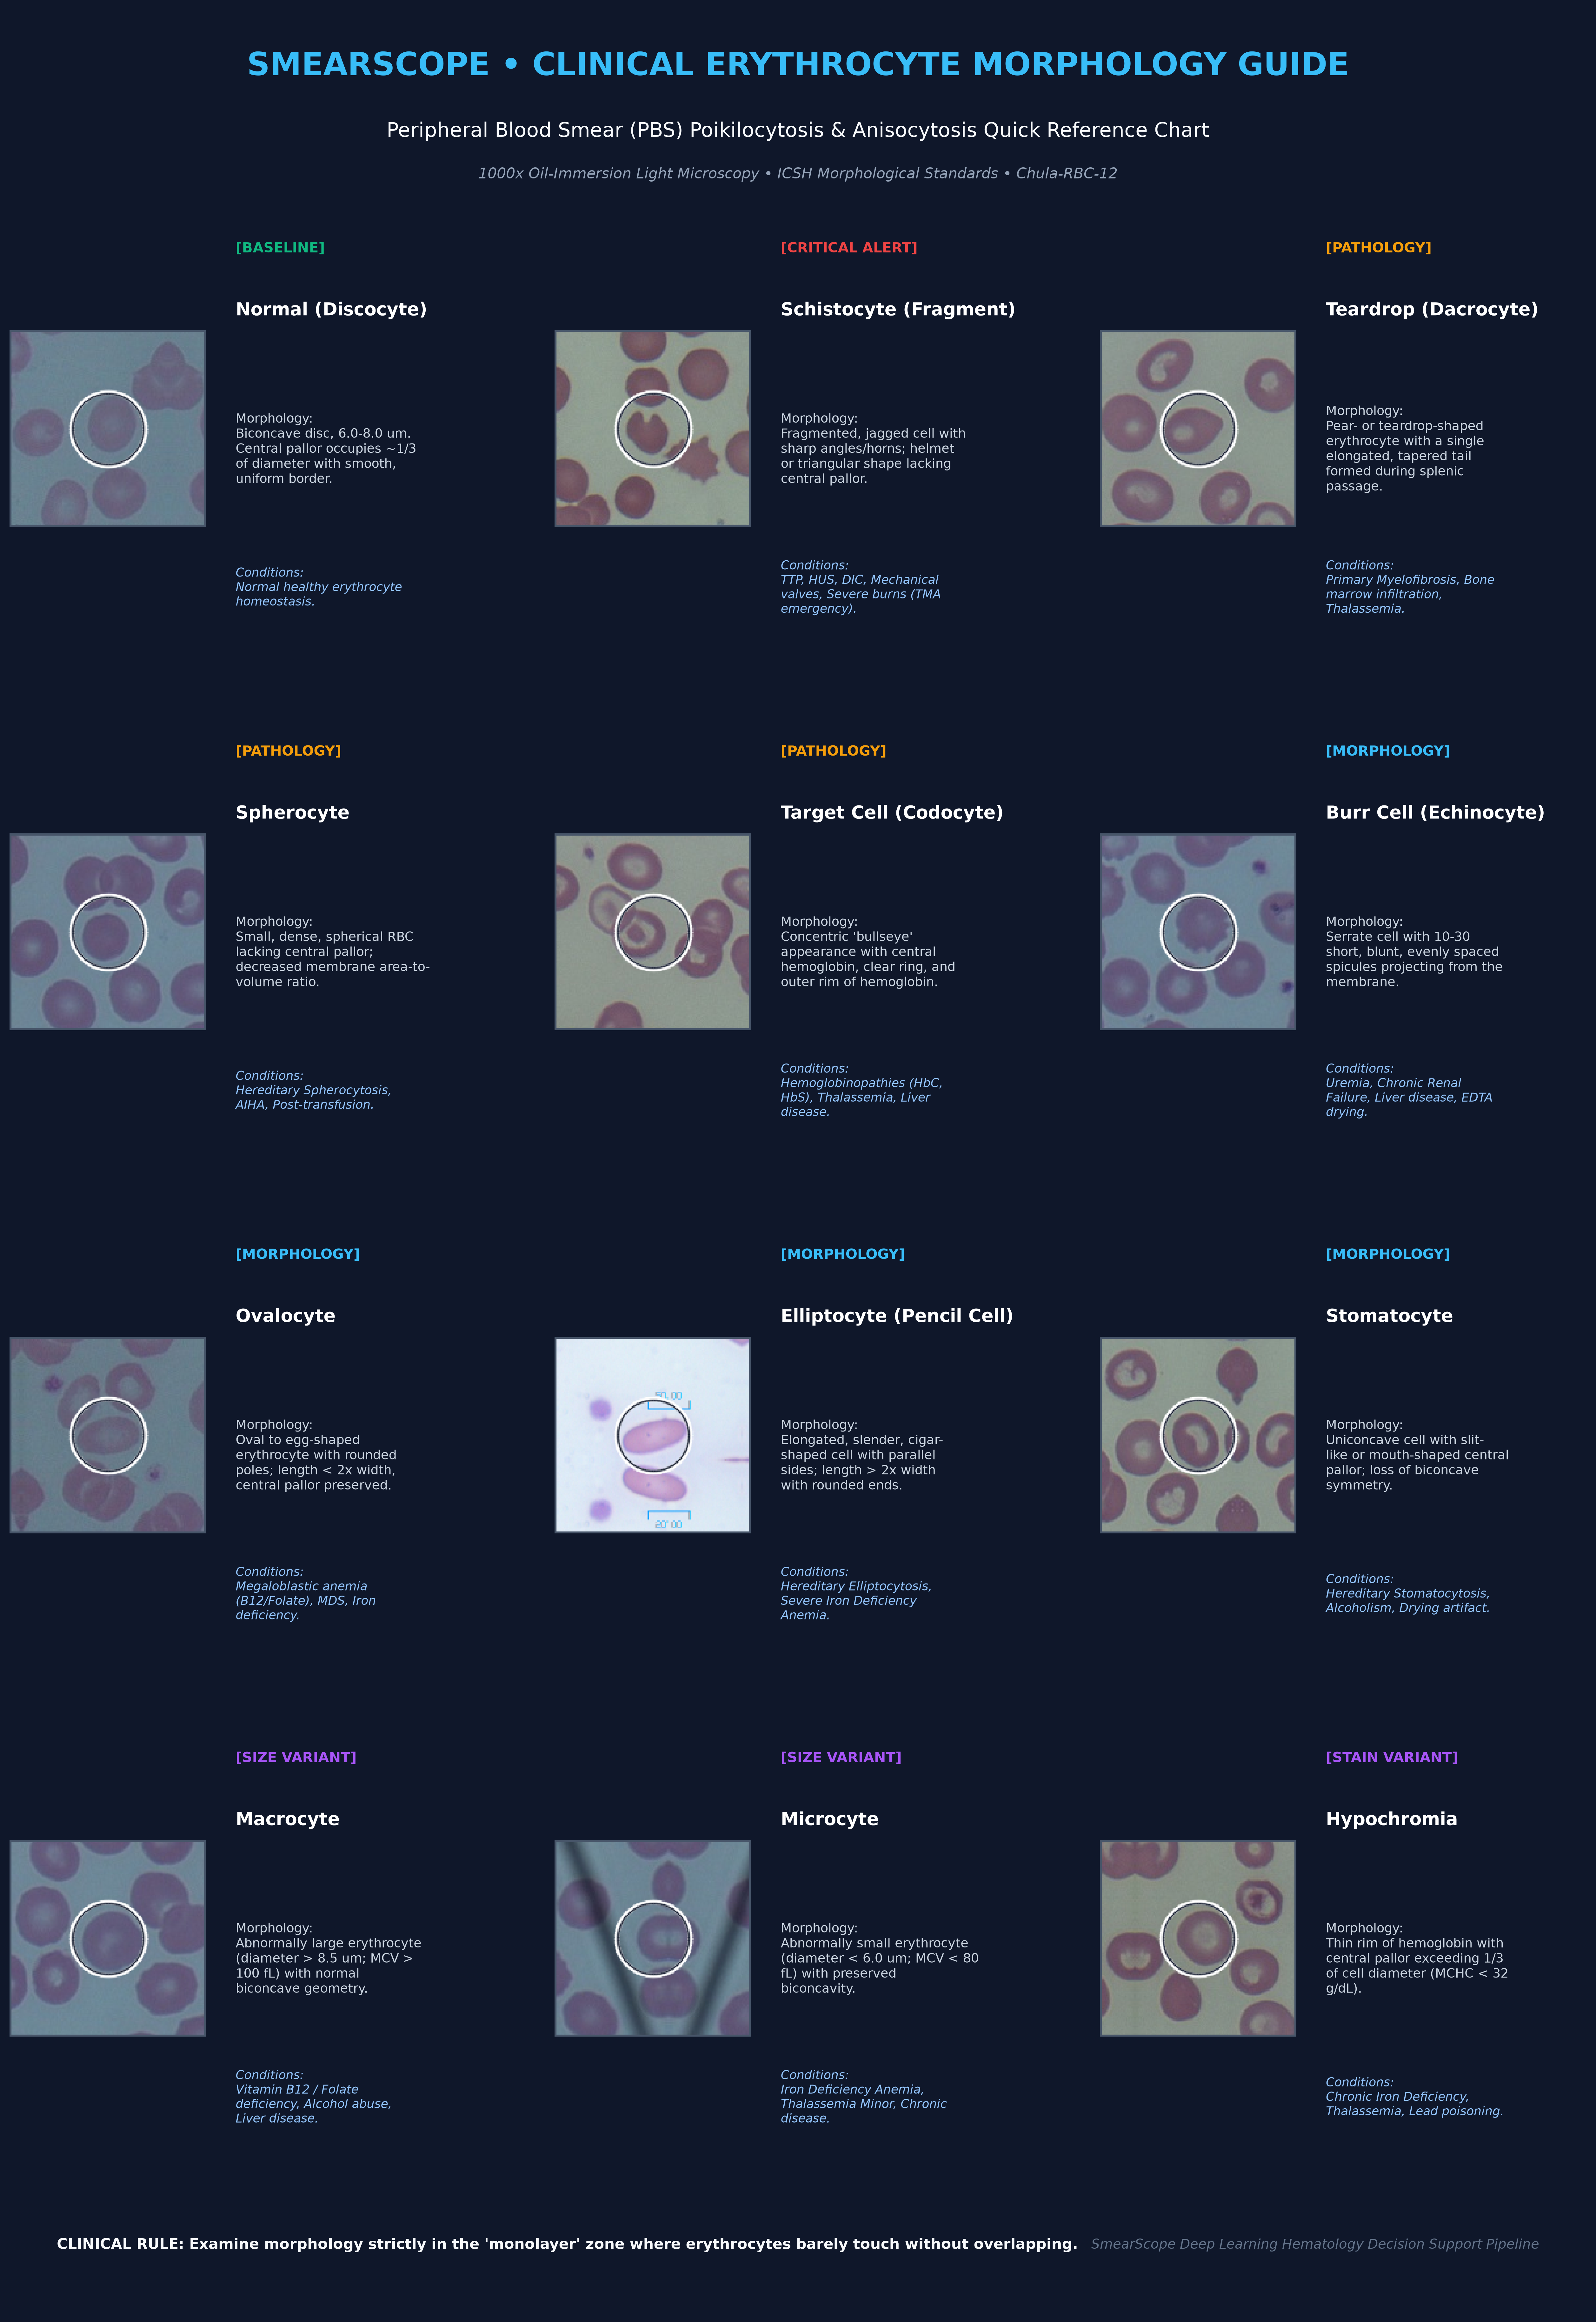 SMEARSCOPE • CLINICAL ERYTHROCYTE MORPHOLOGY GUIDE
Peripheral Blood Smear (PBS) Poikilocytosis & Anisocytosis Quick Reference Chart
1000x Oil-Immersion Light Microscopy • ICSH Morphological Standards • Chula-RBC-12
[BASELINE]
Normal (Discocyte)
Morphology:
Biconcave disc, 6.0-8.0 um.
Central pallor occupies ~1/3
of diameter with smooth,
uniform border.
Conditions:
Normal healthy erythrocyte
homeostasis.
[CRITICAL ALERT]
Schistocyte (Fragment)
Morphology:
Fragmented, jagged cell with
sharp angles/horns; helmet
or triangular shape lacking
central pallor.
Conditions:
TTP, HUS, DIC, Mechanical
valves, Severe burns (TMA
emergency).
[PATHOLOGY]
Teardrop (Dacrocyte)
Morphology:
Pear- or teardrop-shaped
erythrocyte with a single
elongated, tapered tail
formed during splenic
passage.
Conditions:
Primary Myelofibrosis, Bone
marrow infiltration,
Thalassemia.
[PATHOLOGY]
Spherocyte
Morphology:
Small, dense, spherical RBC
lacking central pallor;
decreased membrane area-to-
volume ratio.
Conditions:
Hereditary Spherocytosis,
AIHA, Post-transfusion.
[PATHOLOGY]
Target Cell (Codocyte)
Morphology:
Concentric 'bullseye'
appearance with central
hemoglobin, clear ring, and
outer rim of hemoglobin.
Conditions:
Hemoglobinopathies (HbC,
HbS), Thalassemia, Liver
disease.
[MORPHOLOGY]
Burr Cell (Echinocyte)
Morphology:
Serrate cell with 10-30
short, blunt, evenly spaced
spicules projecting from the
membrane.
Conditions:
Uremia, Chronic Renal
Failure, Liver disease, EDTA
drying.
[MORPHOLOGY]
Ovalocyte
Morphology:
Oval to egg-shaped
erythrocyte with rounded
poles; length < 2x width,
central pallor preserved.
Conditions:
Megaloblastic anemia
(B12/Folate), MDS, Iron
deficiency.
[MORPHOLOGY]
Elliptocyte (Pencil Cell)
Morphology:
Elongated, slender, cigar-
shaped cell with parallel
sides; length > 2x width
with rounded ends.
Conditions:
Hereditary Elliptocytosis,
Severe Iron Deficiency
Anemia.
[MORPHOLOGY]
Stomatocyte
Morphology:
Uniconcave cell with slit-
like or mouth-shaped central
pallor; loss of biconcave
symmetry.
Conditions:
Hereditary Stomatocytosis,
Alcoholism, Drying artifact.
[SIZE VARIANT]
Macrocyte
Morphology:
Abnormally large erythrocyte
(diameter > 8.5 um; MCV >
100 fL) with normal
biconcave geometry.
Conditions:
Vitamin B12 / Folate
deficiency, Alcohol abuse,
Liver disease.
[SIZE VARIANT]
Microcyte
Morphology:
Abnormally small erythrocyte
(diameter < 6.0 um; MCV < 80
fL) with preserved
biconcavity.
Conditions:
Iron Deficiency Anemia,
Thalassemia Minor, Chronic
disease.
[STAIN VARIANT]
Hypochromia
Morphology:
Thin rim of hemoglobin with
central pallor exceeding 1/3
of cell diameter (MCHC < 32
g/dL).
Conditions:
Chronic Iron Deficiency,
Thalassemia, Lead poisoning.
CLINICAL RULE: Examine morphology strictly in the 'monolayer' zone where erythrocytes barely touch without overlapping.
SmearScope Deep Learning Hematology Decision Support Pipeline